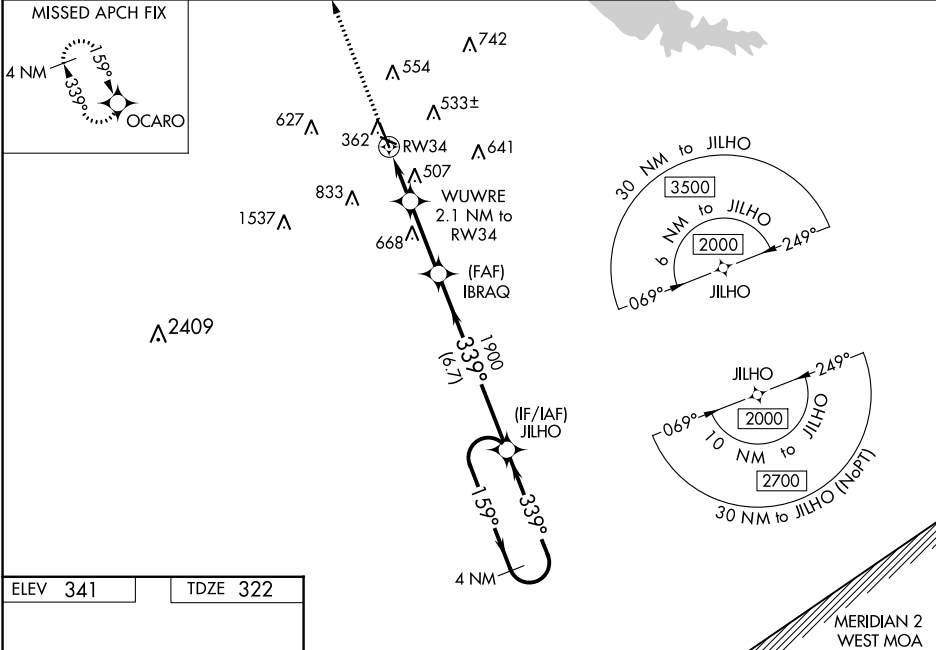 MISSED APCH FIX
4 NM
159°
339°
OCARO
742
554
533±
627
362
RW34
641
507
833
WUWRE
2.1 NM to
RW34
1537
668
(FAF)
IBRAQ
2409
339°
1900
(6.7)
(IF/IAF)
JILHO
159°
339°
4 NM
30 NM to JILHO
3500
6 NM to JILHO
2000
249°
069°
JILHO
JILHO
249°
069°
2000
10 NM to JILHO
2700
30 NM to JILHO (NoPT)
ELEV 341
TDZE 322
MERIDIAN 2
WEST MOA